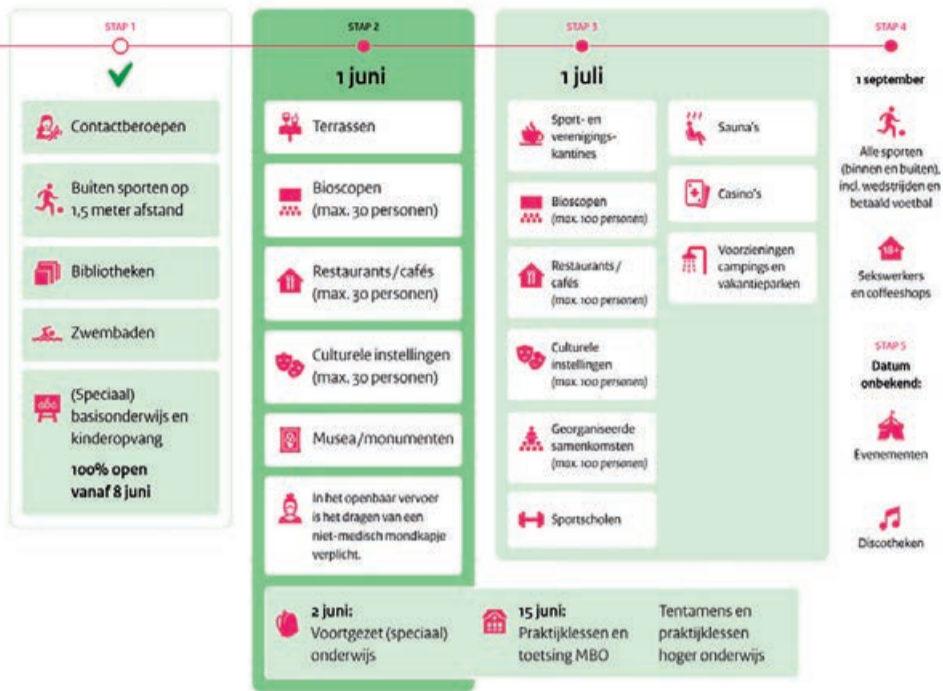 STAP 1
Contactberoepen
Buiten sporten op
1,5 meter afstand
Bibliotheken
Zwembaden
abc
(Speciaal)
basisonderwijs en
kinderopvang
100% open
vanaf 8 juni
STAP 2
1 juni
Terrassen
Bioscopen
(max. 30 personen)
Restaurants / cafés
(max. 30 personen)
Culturele instellingen
(max. 30 personen)
Musea/monumenten
In het openbaar vervoer
is het dragen van een
niet-medisch mondkapje
verplicht.
2 juni:
Voortgezet (speciaal)
onderwijs
15 juni:
Praktijklessen en
toetsing MBO
Tentamens en
praktijklessen
hoger onderwijs
STAP 3
1 juli
Sport- en
verenigings-
kantines
Bioscopen
(max. 100 personen)
Restaurants /
cafés
(max. 100 personen)
Culturele
instellingen
(max. 100 personen)
Georganiseerde
samenkomsten
(max. 100 personen)
Sportscholen
Sauna's
Casino's
Voorzieningen
campings en
vakantieparken
STAP 4
1 september
Alle sporten
(binnen en buiten),
incl. wedstrijden en
betaald voetbal
18+
Sekswerkers
en coffeeshops
STAP 5
Datum
onbekend:
Evenementen
Discotheken